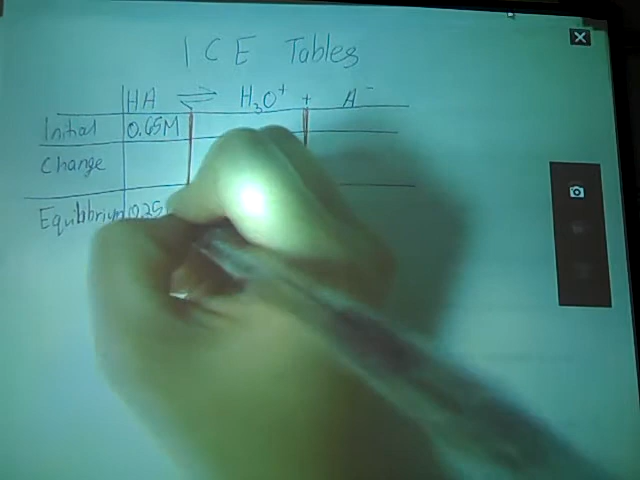 ICE Tables
HA ⇌ H₃O⁺ + A⁻
Initial 0.65M
Change
Equilibrium 0.25